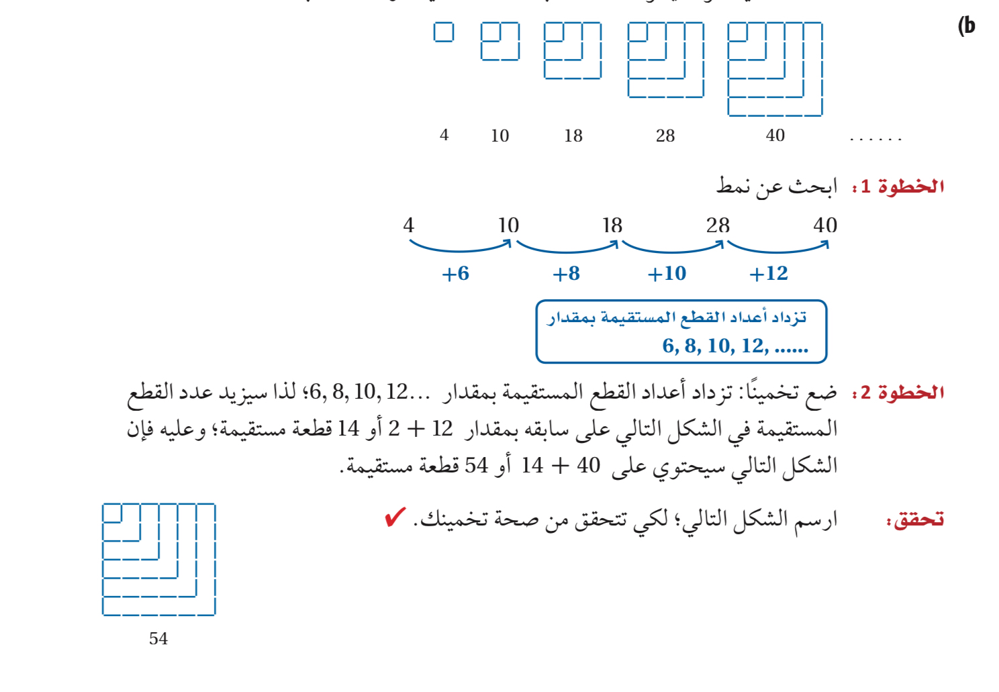 (b
4 10 18 28 40 ......
الخطوة 1: ابحث عن نمط
4 10 18 28 40
+6 +8 +10 +12
تزداد أعداد القطع المستقيمة بمقدار
6, 8, 10, 12, ......
الخطوة 2: ضع تخمينًا: تزداد أعداد القطع المستقيمة بمقدار 6, 8, 10, 12...؛ لذا سيزيد عدد القطع
المستقيمة في الشكل التالي على سابقه بمقدار 2 + 12 أو 14 قطعة مستقيمة؛ وعليه فإن
الشكل التالي سيحتوي على 14 + 40 أو 54 قطعة مستقيمة.
تحقق: ارسم الشكل التالي؛ لكي تتحقق من صحة تخمينك. ✔
54